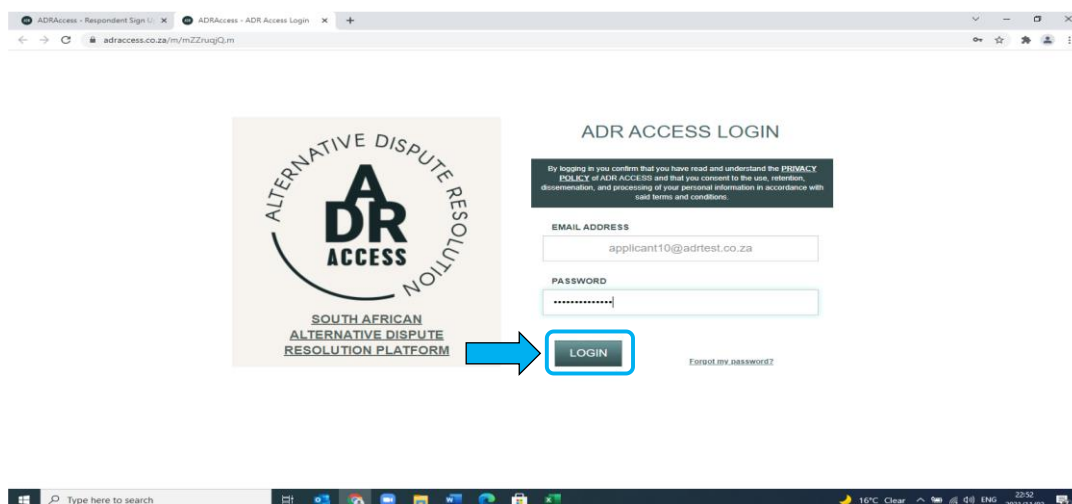 ADRAccess - Respondent Sign U
ADRAccess - ADR Access Login
adraccess.co.za/m/mZZruqjQ.m
ALTERNATIVE DISPUTE RESOLUTION
ADR
ACCESS
SOUTH AFRICAN
ALTERNATIVE DISPUTE
RESOLUTION PLATFORM
ADR ACCESS LOGIN
By logging in you confirm that you have read and understand the PRIVACY
POLICY of ADR ACCESS and that you consent to the use, retention,
dissemenation, and processing of your personal information in accordance with
said terms and conditions.
EMAIL ADDRESS
applicant10@adrtest.co.za
PASSWORD
••••••••••••••
LOGIN
Forgot my password?
Type here to search
16°C Clear
ENG
22:52